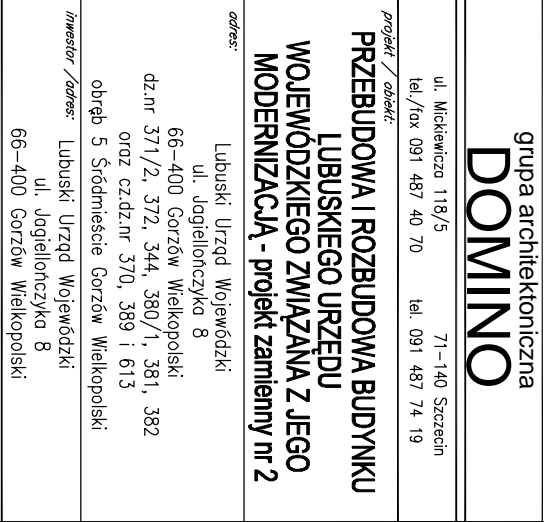 grupa architektoniczna
DOMINO
ul. Mickiewicza 118/5 71-140 Szczecin
tel./fax 091 487 40 70 tel. 091 487 74 19
projekt / obiekt:
PRZEBUDOWA I ROZBUDOWA BUDYNKU
LUBUSKIEGO URZĘDU
WOJEWÓDZKIEGO ZWIĄZANA Z JEGO
MODERNIZACJĄ - projekt zamienny nr 2
adres:
Lubuski Urząd Wojewódzki
ul. Jagiellończyka 8
66-400 Gorzów Wielkopolski
dz.nr 371/2, 372, 344, 380/1, 381, 382
oraz cz.dz.nr 370, 389 i 613
obręb 5 Śródmieście Gorzów Wielkopolski
inwestor /adres:
Lubuski Urząd Wojewódzki
ul. Jagiellończyka 8
66-400 Gorzów Wielkopolski